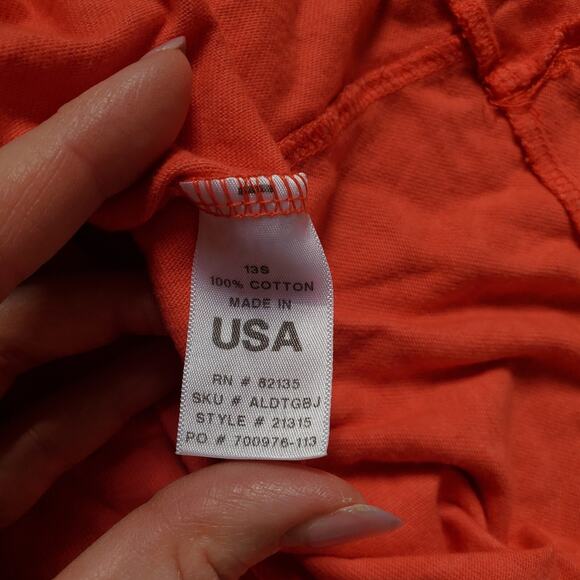 13S
100% COTTON
MADE IN
USA
RN # 82135
SKU # ALDTGBJ
STYLE # 21315
PO # 700976-113